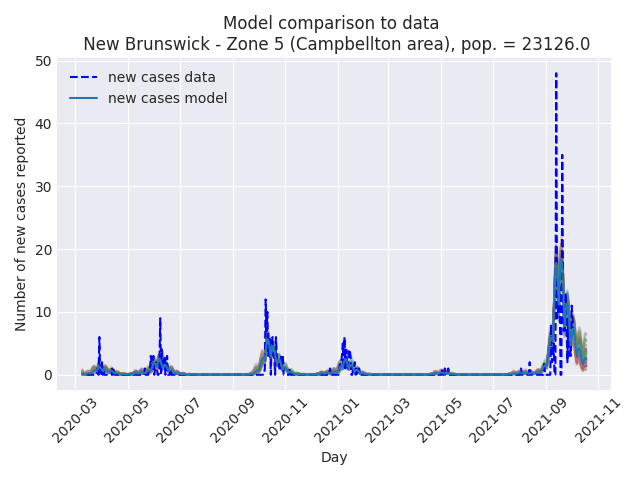 Model comparison to data
New Brunswick - Zone 5 (Campbellton area), pop. = 23126.0
new cases data
new cases model
Number of new cases reported
50
40
30
20
10
0
2020-03
2020-05
2020-07
2020-09
2020-11
2021-01
2021-03
2021-05
2021-07
2021-09
2021-11
Day